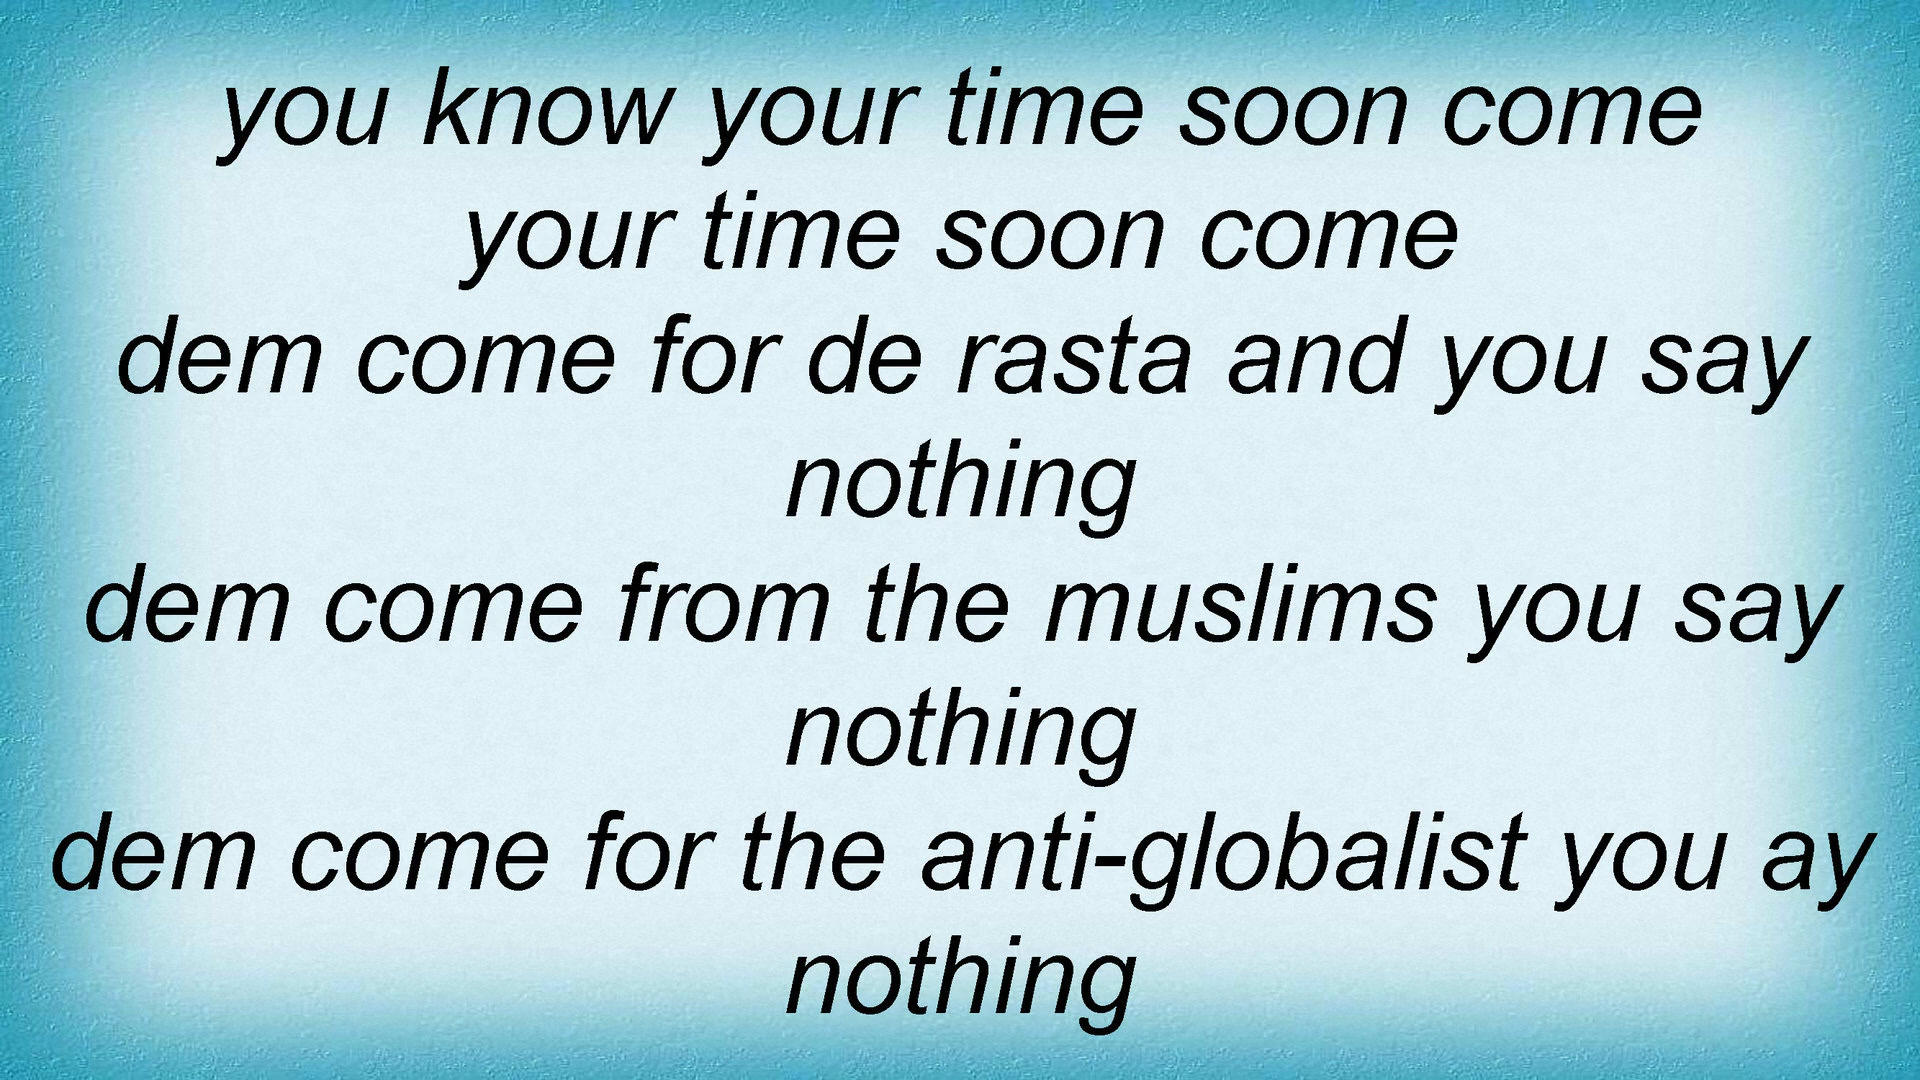 you know your time soon come
your time soon come
dem come for de rasta and you say
nothing
dem come from the muslims you say
nothing
dem come for the anti-globalist you ay
nothing